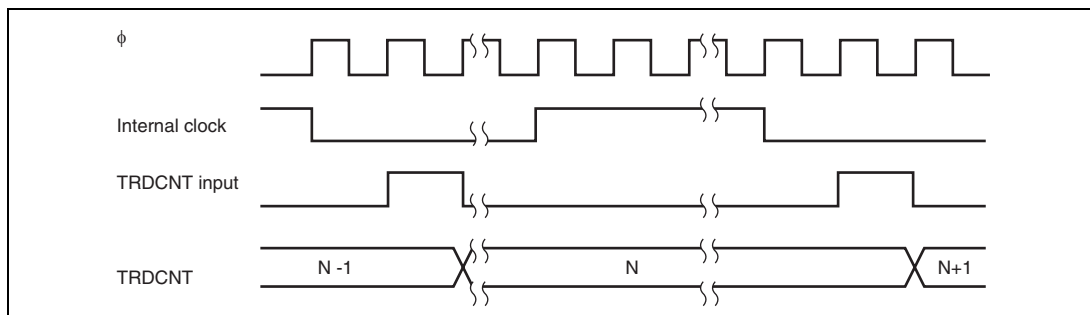 ϕ
Internal clock
TRDCNT input
TRDCNT
N -1
N
N+1